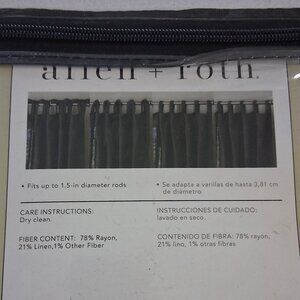 allen + roth.
• Fits up to 1.5-in diameter rods
• Se adapta a varillas de hasta 3,81 cm
de diámetro
CARE INSTRUCTIONS:
Dry clean.
INSTRUCCIONES DE CUIDADO:
lavado en seco.
FIBER CONTENT: 78% Rayon,
21% Linen,1% Other Fiber
CONTENIDO DE FIBRA: 78% rayon,
21% lino, 1% otras fibras